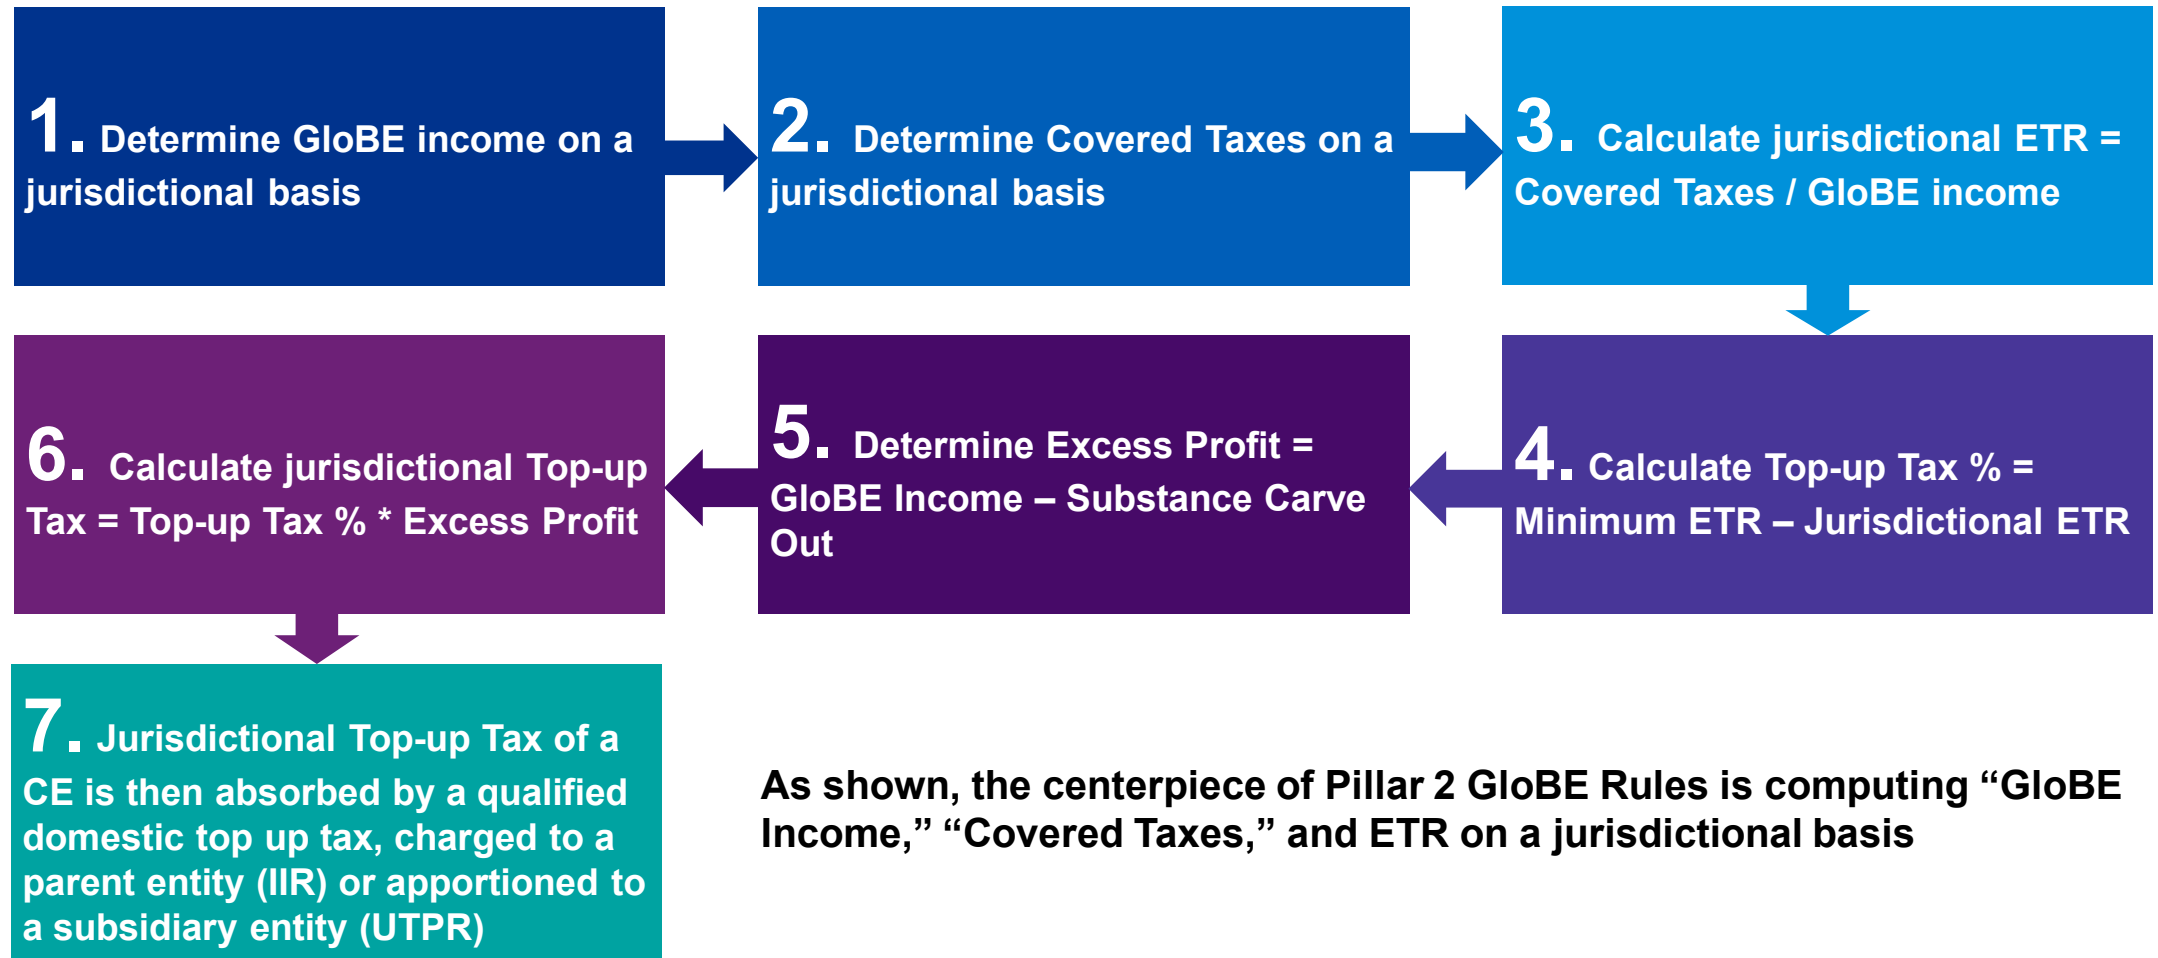 1. Determine GloBE income on a
jurisdictional basis
2. Determine Covered Taxes on a
jurisdictional basis
3. Calculate jurisdictional ETR =
Covered Taxes / GloBE income
4. Calculate Top-up Tax % =
Minimum ETR – Jurisdictional ETR
5. Determine Excess Profit =
GloBE Income – Substance Carve
Out
6. Calculate jurisdictional Top-up
Tax = Top-up Tax % * Excess Profit
7. Jurisdictional Top-up Tax of a
CE is then absorbed by a qualified
domestic top up tax, charged to a
parent entity (IIR) or apportioned to
a subsidiary entity (UTPR)
As shown, the centerpiece of Pillar 2 GloBE Rules is computing “GloBE
Income,” “Covered Taxes,” and ETR on a jurisdictional basis